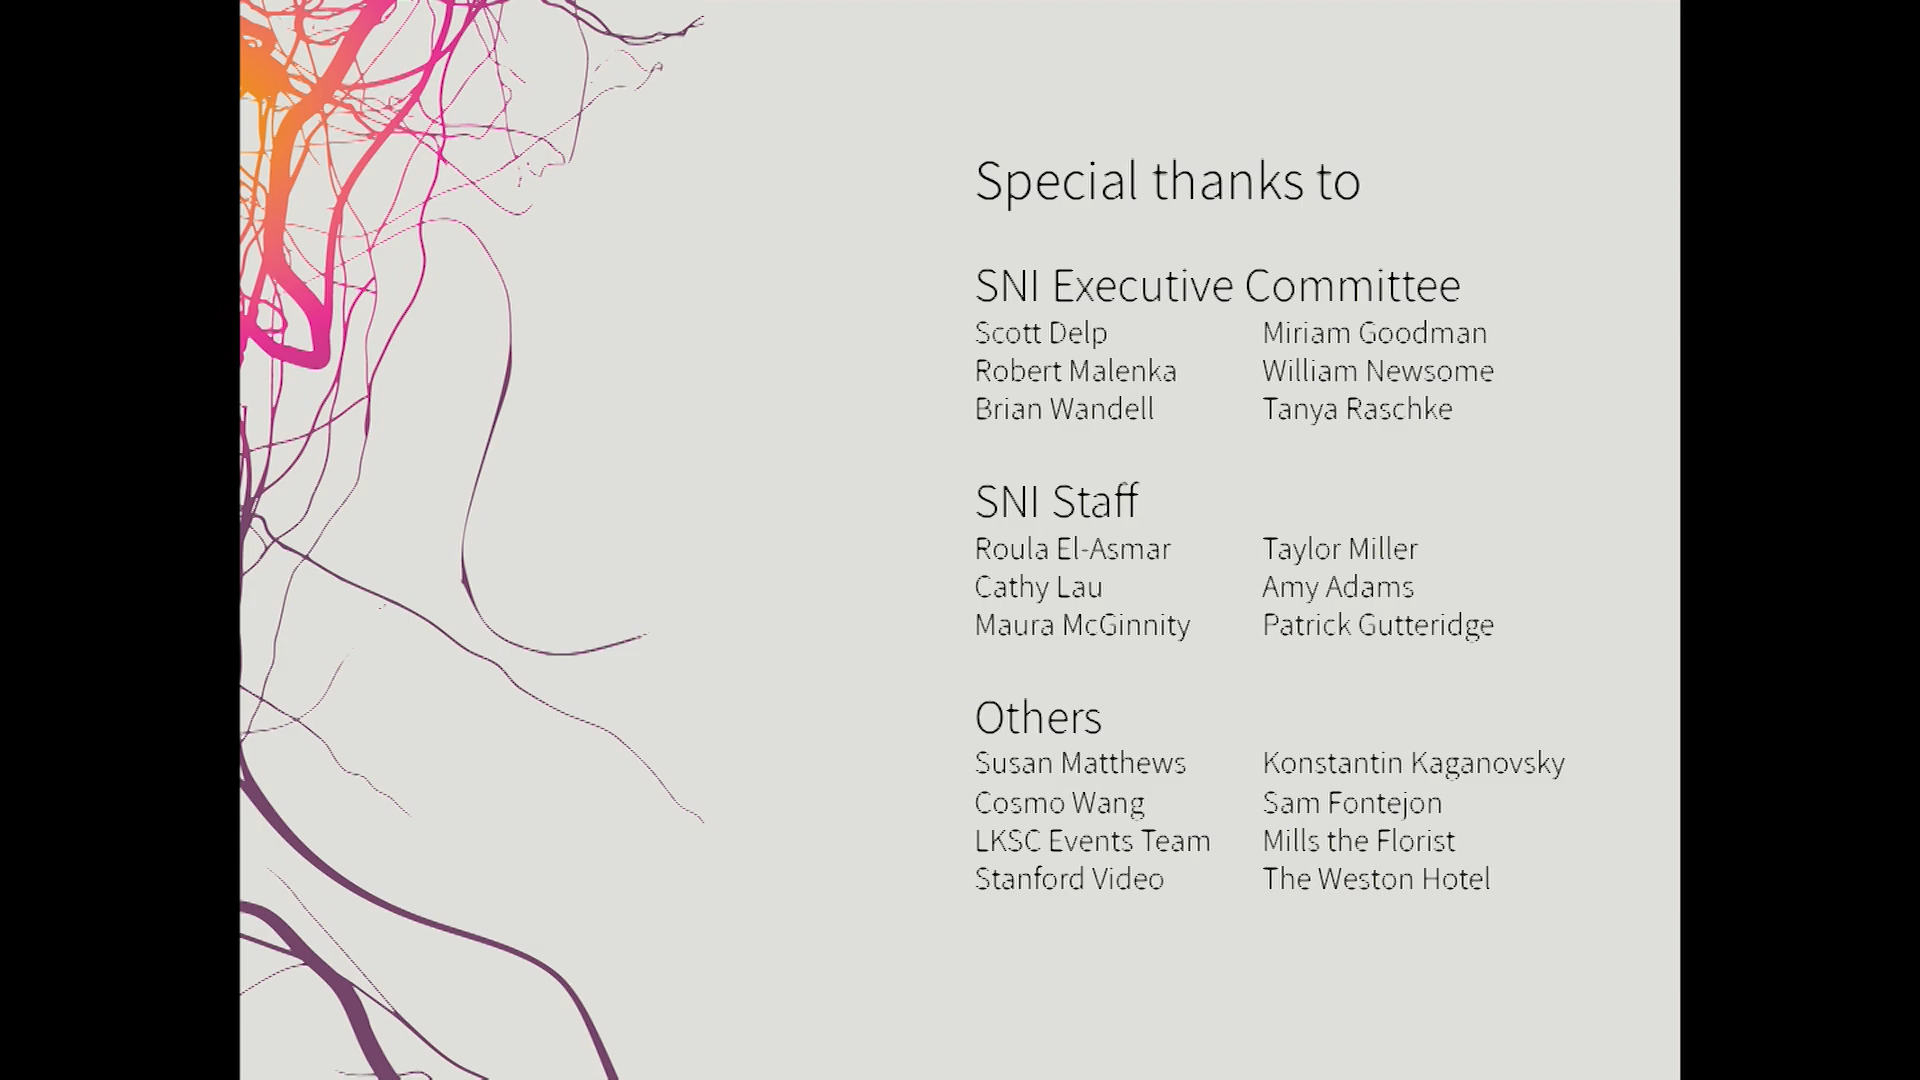 Special thanks to
SNI Executive Committee
Scott Delp Miriam Goodman
Robert Malenka William Newsome
Brian Wandell Tanya Raschke
SNI Staff
Roula El-Asmar Taylor Miller
Cathy Lau Amy Adams
Maura McGinnity Patrick Gutteridge
Others
Susan Matthews Konstantin Kaganovsky
Cosmo Wang Sam Fontejon
LKSC Events Team Mills the Florist
Stanford Video The Weston Hotel